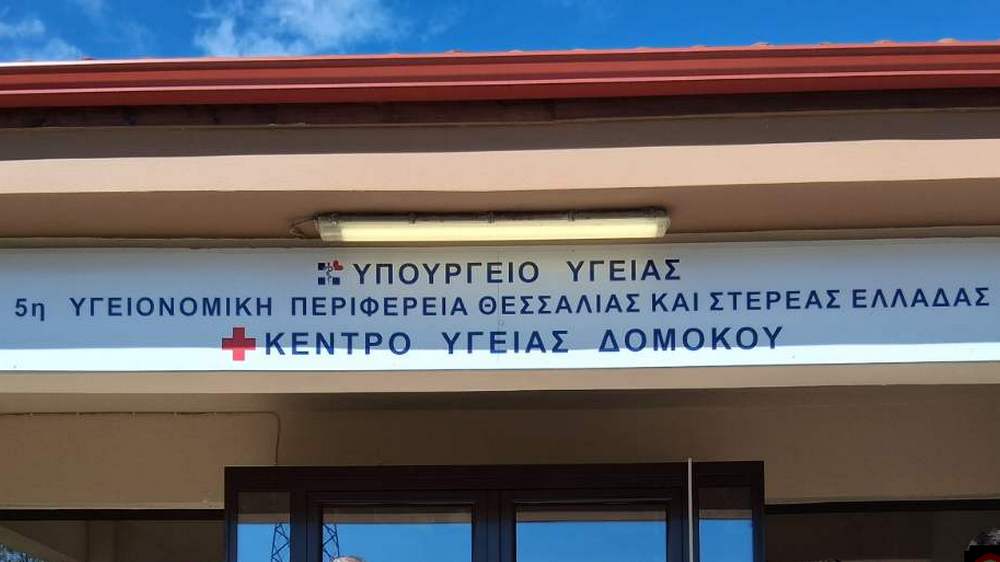 ΥΠΟΥΡΓΕΙΟ ΥΓΕΙΑΣ
5η ΥΓΕΙΟΝΟΜΙΚΗ ΠΕΡΙΦΕΡΕΙΑ ΘΕΣΣΑΛΙΑΣ ΚΑΙ ΣΤΕΡΕΑΣ ΕΛΛΑΔΑΣ
ΚΕΝΤΡΟ ΥΓΕΙΑΣ ΔΟΜΟΚΟΥ